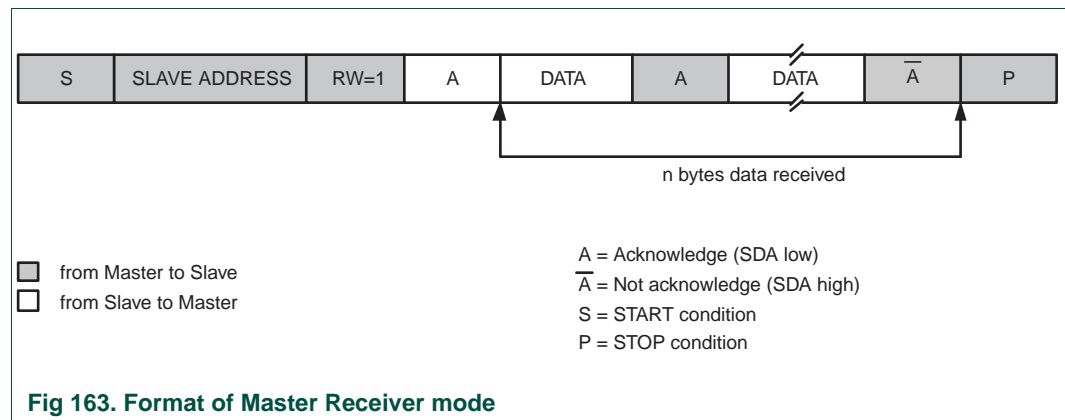 S SLAVE ADDRESS RW=1 A DATA A DATA A̅ P
n bytes data received
from Master to Slave
from Slave to Master
A = Acknowledge (SDA low)
A̅ = Not acknowledge (SDA high)
S = START condition
P = STOP condition
Fig 163. Format of Master Receiver mode